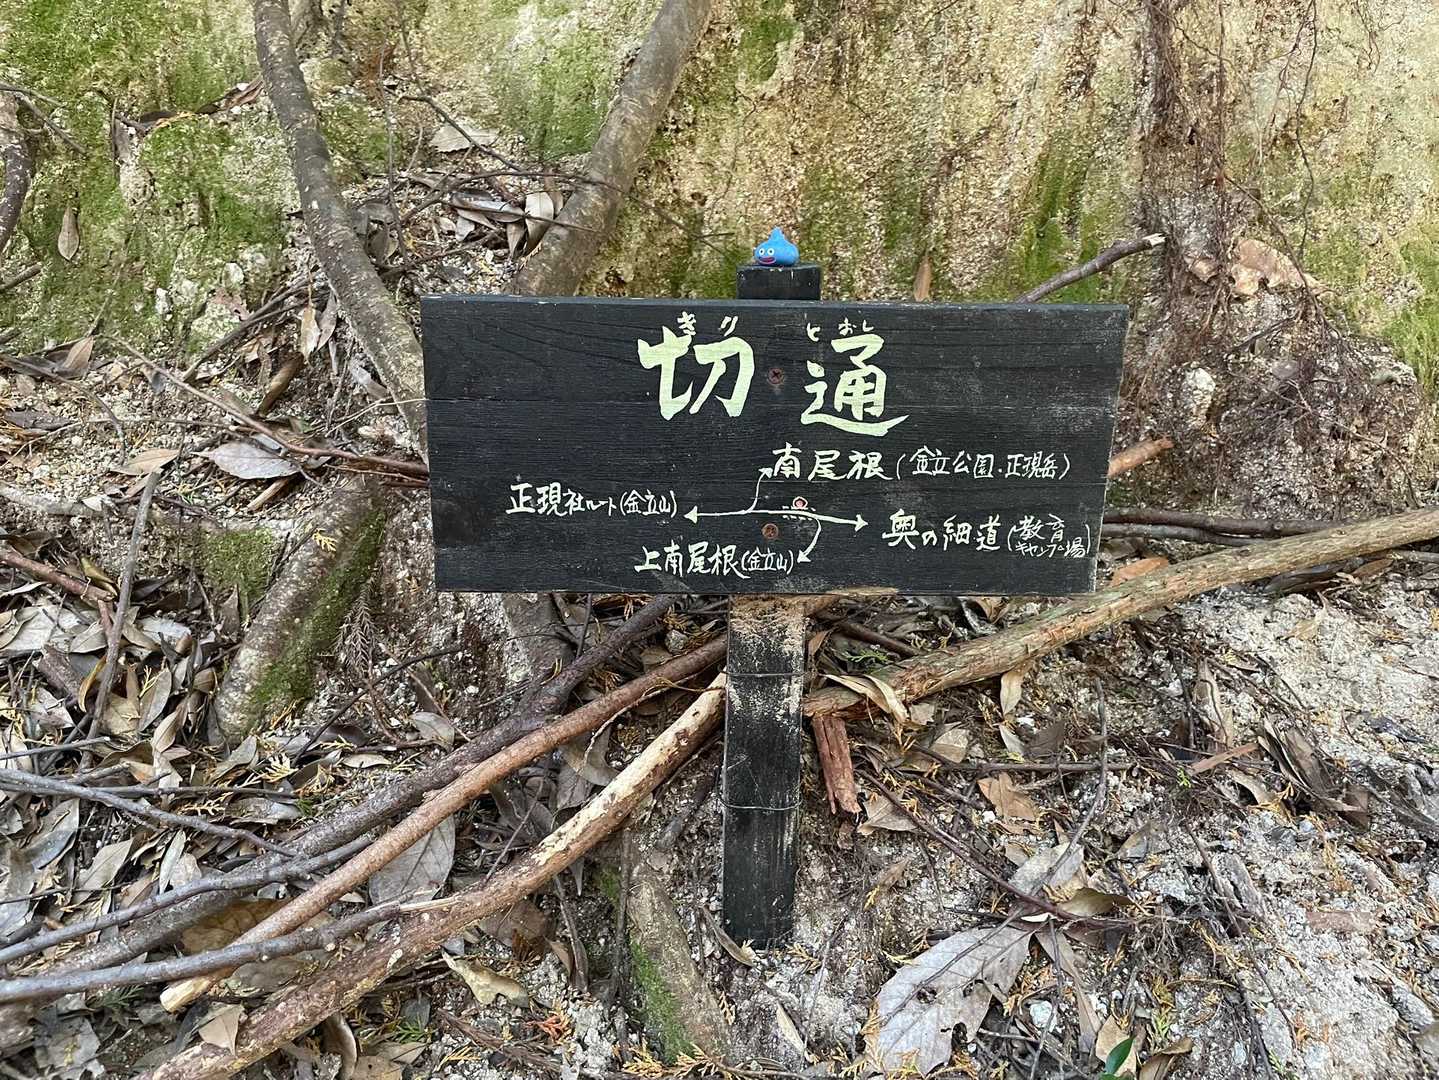 きり とおし
切通
南尾根(金立公園・正現岳)
正現社ルート(金立山)
奥の細道(教育キャンプ場)
上南尾根(金立山)